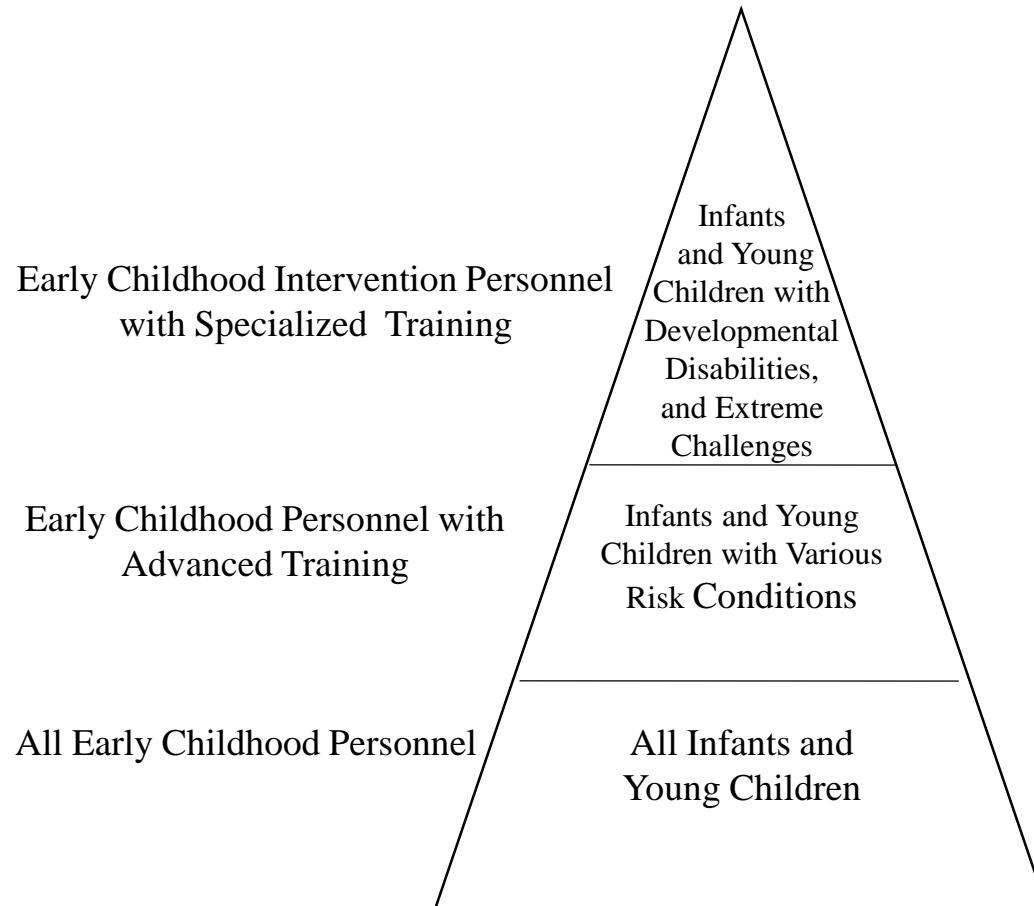 Infants
and Young
Children with
Developmental
Disabilities,
and Extreme
Challenges
Early Childhood Intervention Personnel
with Specialized Training
Infants and Young
Children with Various
Risk Conditions
Early Childhood Personnel with
Advanced Training
All Early Childhood Personnel
All Infants and
Young Children